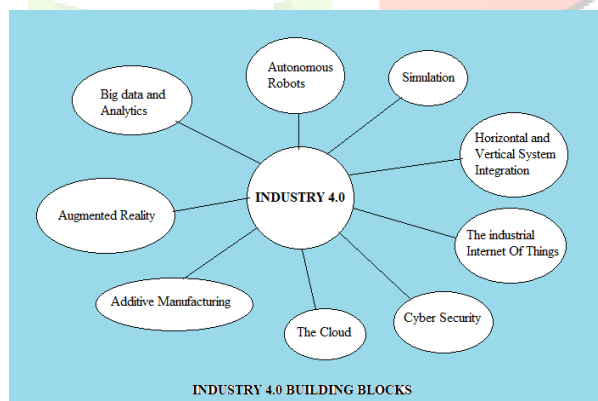 Autonomous
Robots
Simulation
Big data and
Analytics
Horizontal and
Vertical System
Integration
INDUSTRY 4.0
Augmented Reality
The industrial
Internet Of Things
Additive Manufacturing
The Cloud
Cyber Security
INDUSTRY 4.0 BUILDING BLOCKS